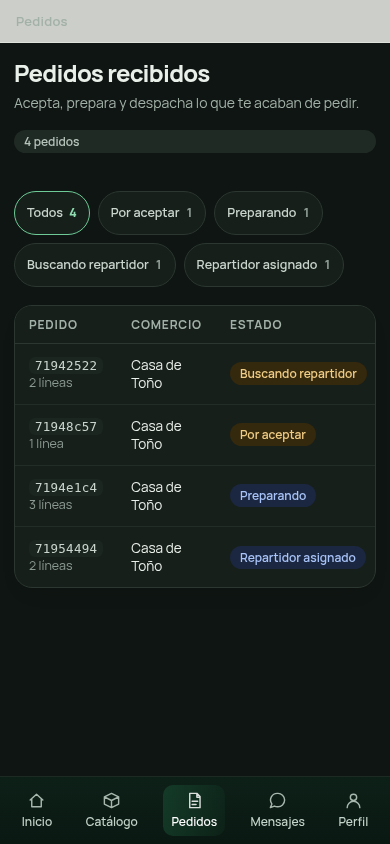 Pedidos
Pedidos recibidos
Acepta, prepara y despacha lo que te acaban de pedir.
4 pedidos
Todos 4
Por aceptar 1
Preparando 1
Buscando repartidor 1
Repartidor asignado 1
PEDIDO COMERCIO ESTADO
71942522
2 líneas
Casa de
Toño
Buscando repartidor
71948c57
1 línea
Casa de
Toño
Por aceptar
7194e1c4
3 líneas
Casa de
Toño
Preparando
71954494
2 líneas
Casa de
Toño
Repartidor asignado
Inicio
Catálogo
Pedidos
Mensajes
Perfil